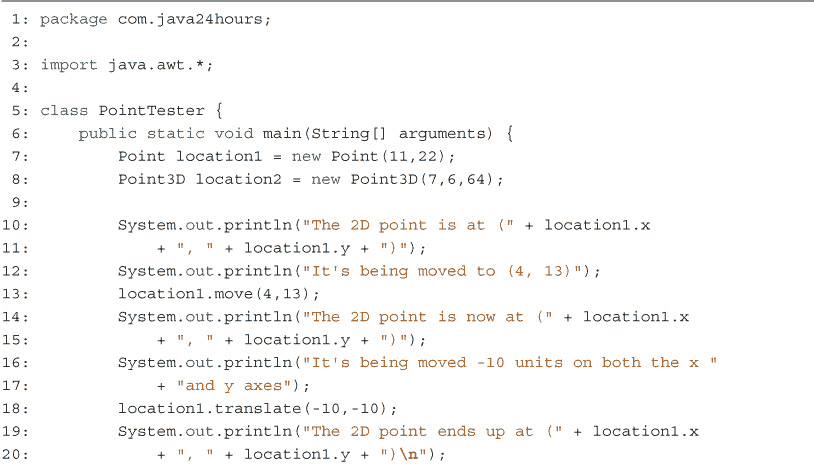 1: package com.java24hours;
2:
3: import java.awt.*;
4:
5: class PointTester {
6:     public static void main(String[] arguments) {
7:         Point location1 = new Point(11,22);
8:         Point3D location2 = new Point3D(7,6,64);
9:
10:         System.out.println("The 2D point is at (" + location1.x
11:             + ", " + location1.y + ")");
12:         System.out.println("It's being moved to (4, 13)");
13:         location1.move(4,13);
14:         System.out.println("The 2D point is now at (" + location1.x
15:             + ", " + location1.y + ")");
16:         System.out.println("It's being moved -10 units on both the x "
17:             + "and y axes");
18:         location1.translate(-10,-10);
19:         System.out.println("The 2D point ends up at (" + location1.x
20:             + ", " + location1.y + ")\n");